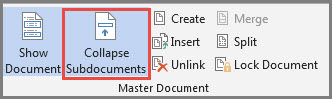 Show
Document
Collapse
Subdocuments
Create
Insert
Unlink
Merge
Split
Lock Document
Master Document